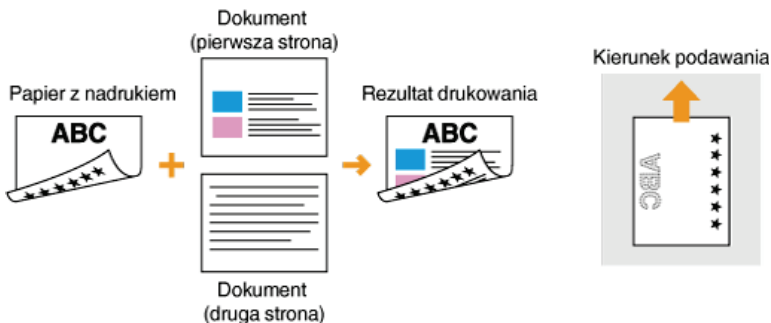 Dokument
(pierwsza strona)
Papier z nadrukiem
ABC
Dokument
(druga strona)
Rezultat drukowania
ABC
Kierunek podawania
ABC